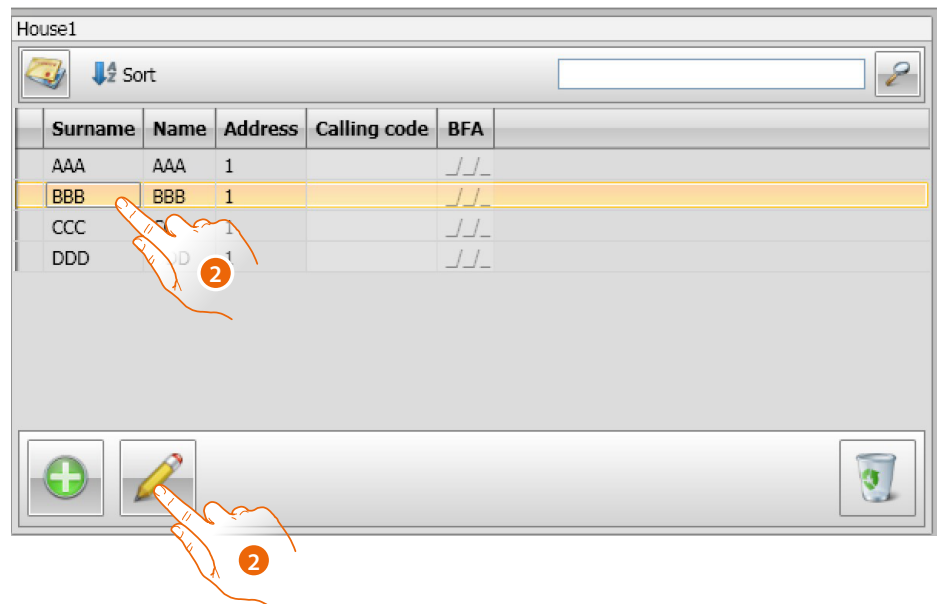 House1
Sort
Surname Name Address Calling code BFA
AAA AAA 1 _/_/_
BBB BBB 1 _/_/_
CCC 1 _/_/_
DDD D 1 _/_/_
2
2